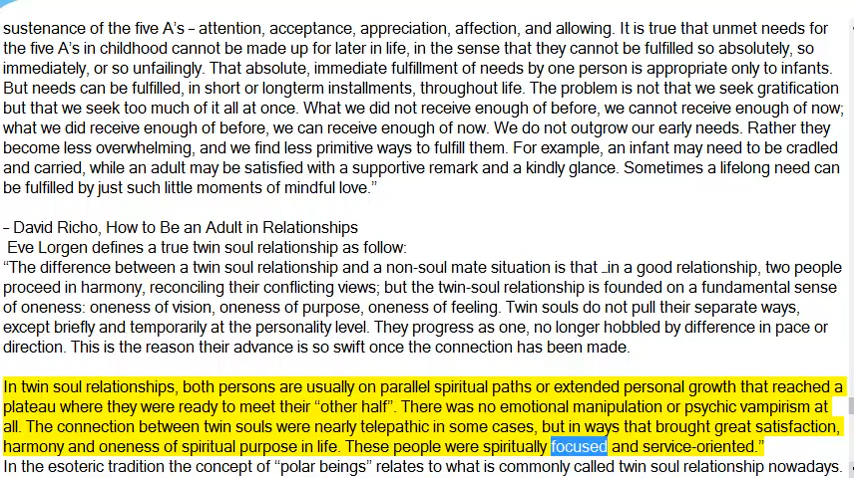 sustenance of the five A's – attention, acceptance, appreciation, affection, and allowing. It is true that unmet needs for
the five A's in childhood cannot be made up for later in life, in the sense that they cannot be fulfilled so absolutely, so
immediately, or so unfailingly. That absolute, immediate fulfillment of needs by one person is appropriate only to infants.
But needs can be fulfilled, in short or longterm installments, throughout life. The problem is not that we seek gratification
but that we seek too much of it all at once. What we did not receive enough of before, we cannot receive enough of now;
what we did receive enough of before, we can receive enough of now. We do not outgrow our early needs. Rather they
become less overwhelming, and we find less primitive ways to fulfill them. For example, an infant may need to be cradled
and carried, while an adult may be satisfied with a supportive remark and a kindly glance. Sometimes a lifelong need can
be fulfilled by just such little moments of mindful love.”
– David Richo, How to Be an Adult in Relationships
Eve Lorgen defines a true twin soul relationship as follow:
“The difference between a twin soul relationship and a non-soul mate situation is that ..in a good relationship, two people
proceed in harmony, reconciling their conflicting views; but the twin-soul relationship is founded on a fundamental sense
of oneness: oneness of vision, oneness of purpose, oneness of feeling. Twin souls do not pull their separate ways,
except briefly and temporarily at the personality level. They progress as one, no longer hobbled by difference in pace or
direction. This is the reason their advance is so swift once the connection has been made.
In twin soul relationships, both persons are usually on parallel spiritual paths or extended personal growth that reached a
plateau where they were ready to meet their “other half”. There was no emotional manipulation or psychic vampirism at
all. The connection between twin souls were nearly telepathic in some cases, but in ways that brought great satisfaction,
harmony and oneness of spiritual purpose in life. These people were spiritually focused and service-oriented.”
In the esoteric tradition the concept of “polar beings” relates to what is commonly called twin soul relationship nowadays.